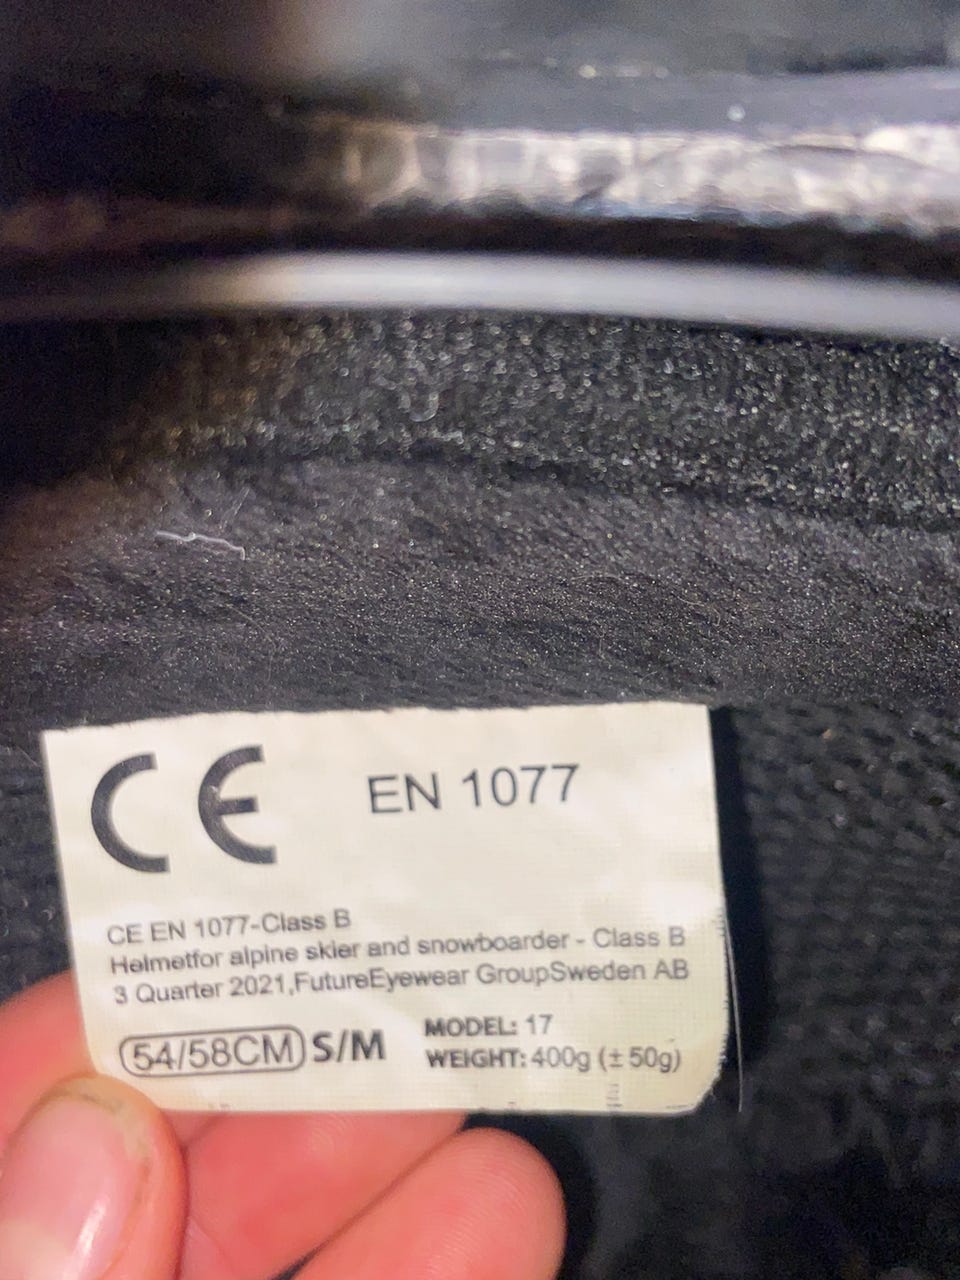 CE EN 1077
CE EN 1077-Class B
Helmetfor alpine skier and snowboarder - Class B
3 Quarter 2021,FutureEyewear GroupSweden AB
54/58CM S/M
MODEL: 17
WEIGHT: 400g (± 50g)